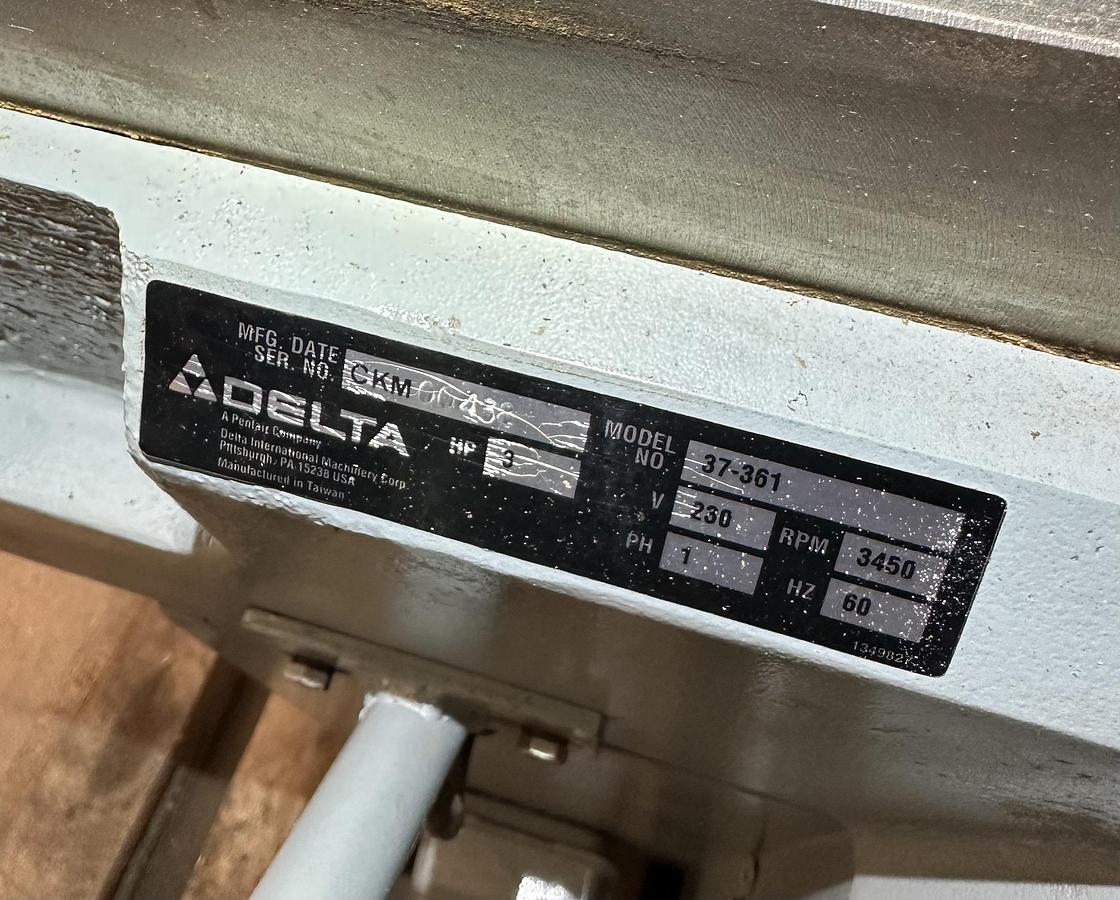 MFG. DATE
SER. NO.
CKM
DELTA
A Pentair Company
Delta International Machinery Corp.
Pittsburgh, PA 15238 USA
Manufactured in Taiwan
HP 3
MODEL
NO.
37-361
V 230
RPM 3450
PH 1
HZ 60